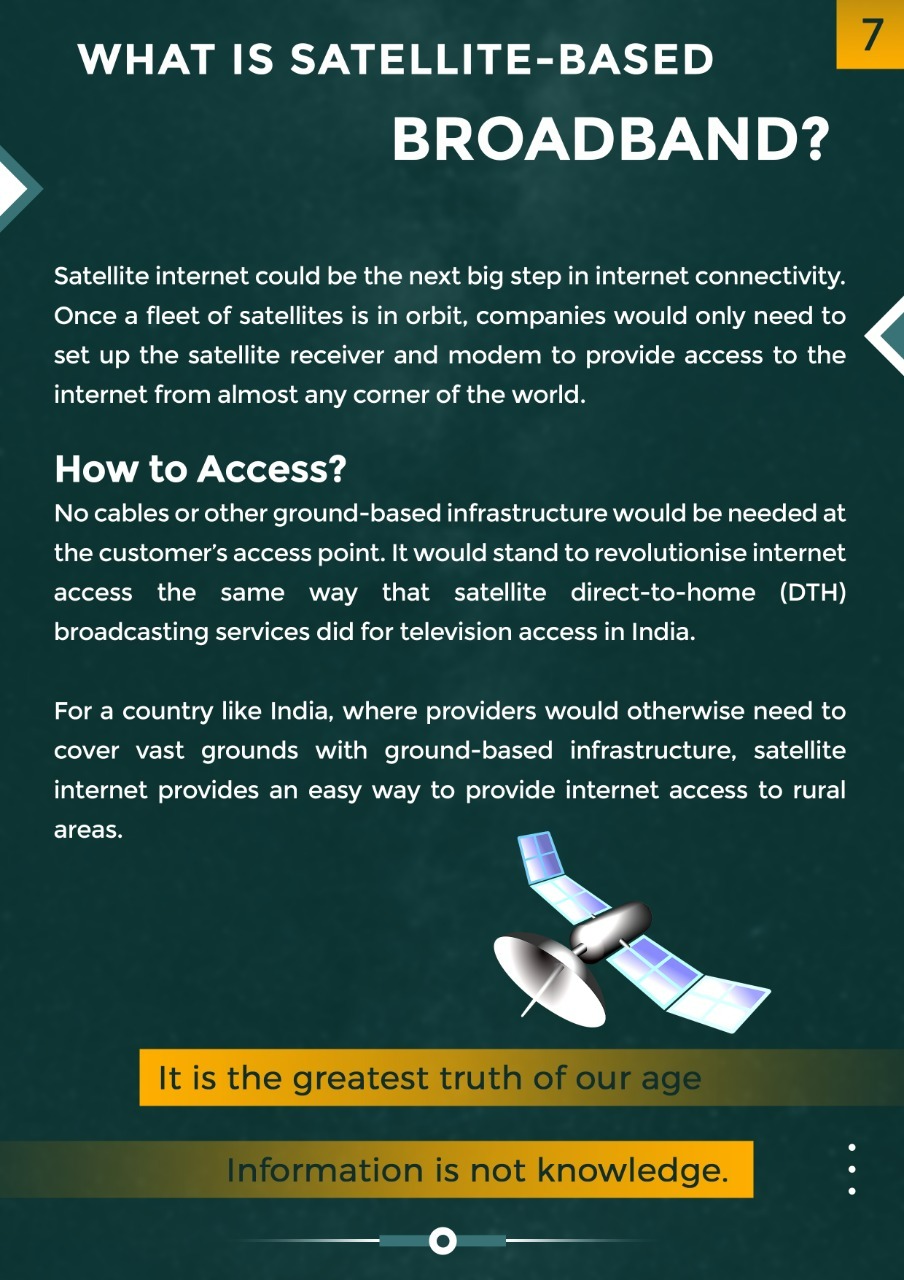 7
WHAT IS SATELLITE-BASED
BROADBAND?
Satellite internet could be the next big step in internet connectivity.
Once a fleet of satellites is in orbit, companies would only need to
set up the satellite receiver and modem to provide access to the
internet from almost any corner of the world.
How to Access?
No cables or other ground-based infrastructure would be needed at
the customer’s access point. It would stand to revolutionise internet
access the same way that satellite direct-to-home (DTH)
broadcasting services did for television access in India.
For a country like India, where providers would otherwise need to
cover vast grounds with ground-based infrastructure, satellite
internet provides an easy way to provide internet access to rural
areas.
It is the greatest truth of our age
Information is not knowledge.